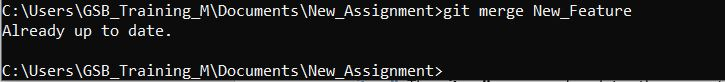 C:\Users\GSB_Training_M\Documents\New_Assignment>git merge New_Feature
Already up to date.
C:\Users\GSB_Training_M\Documents\New_Assignment>